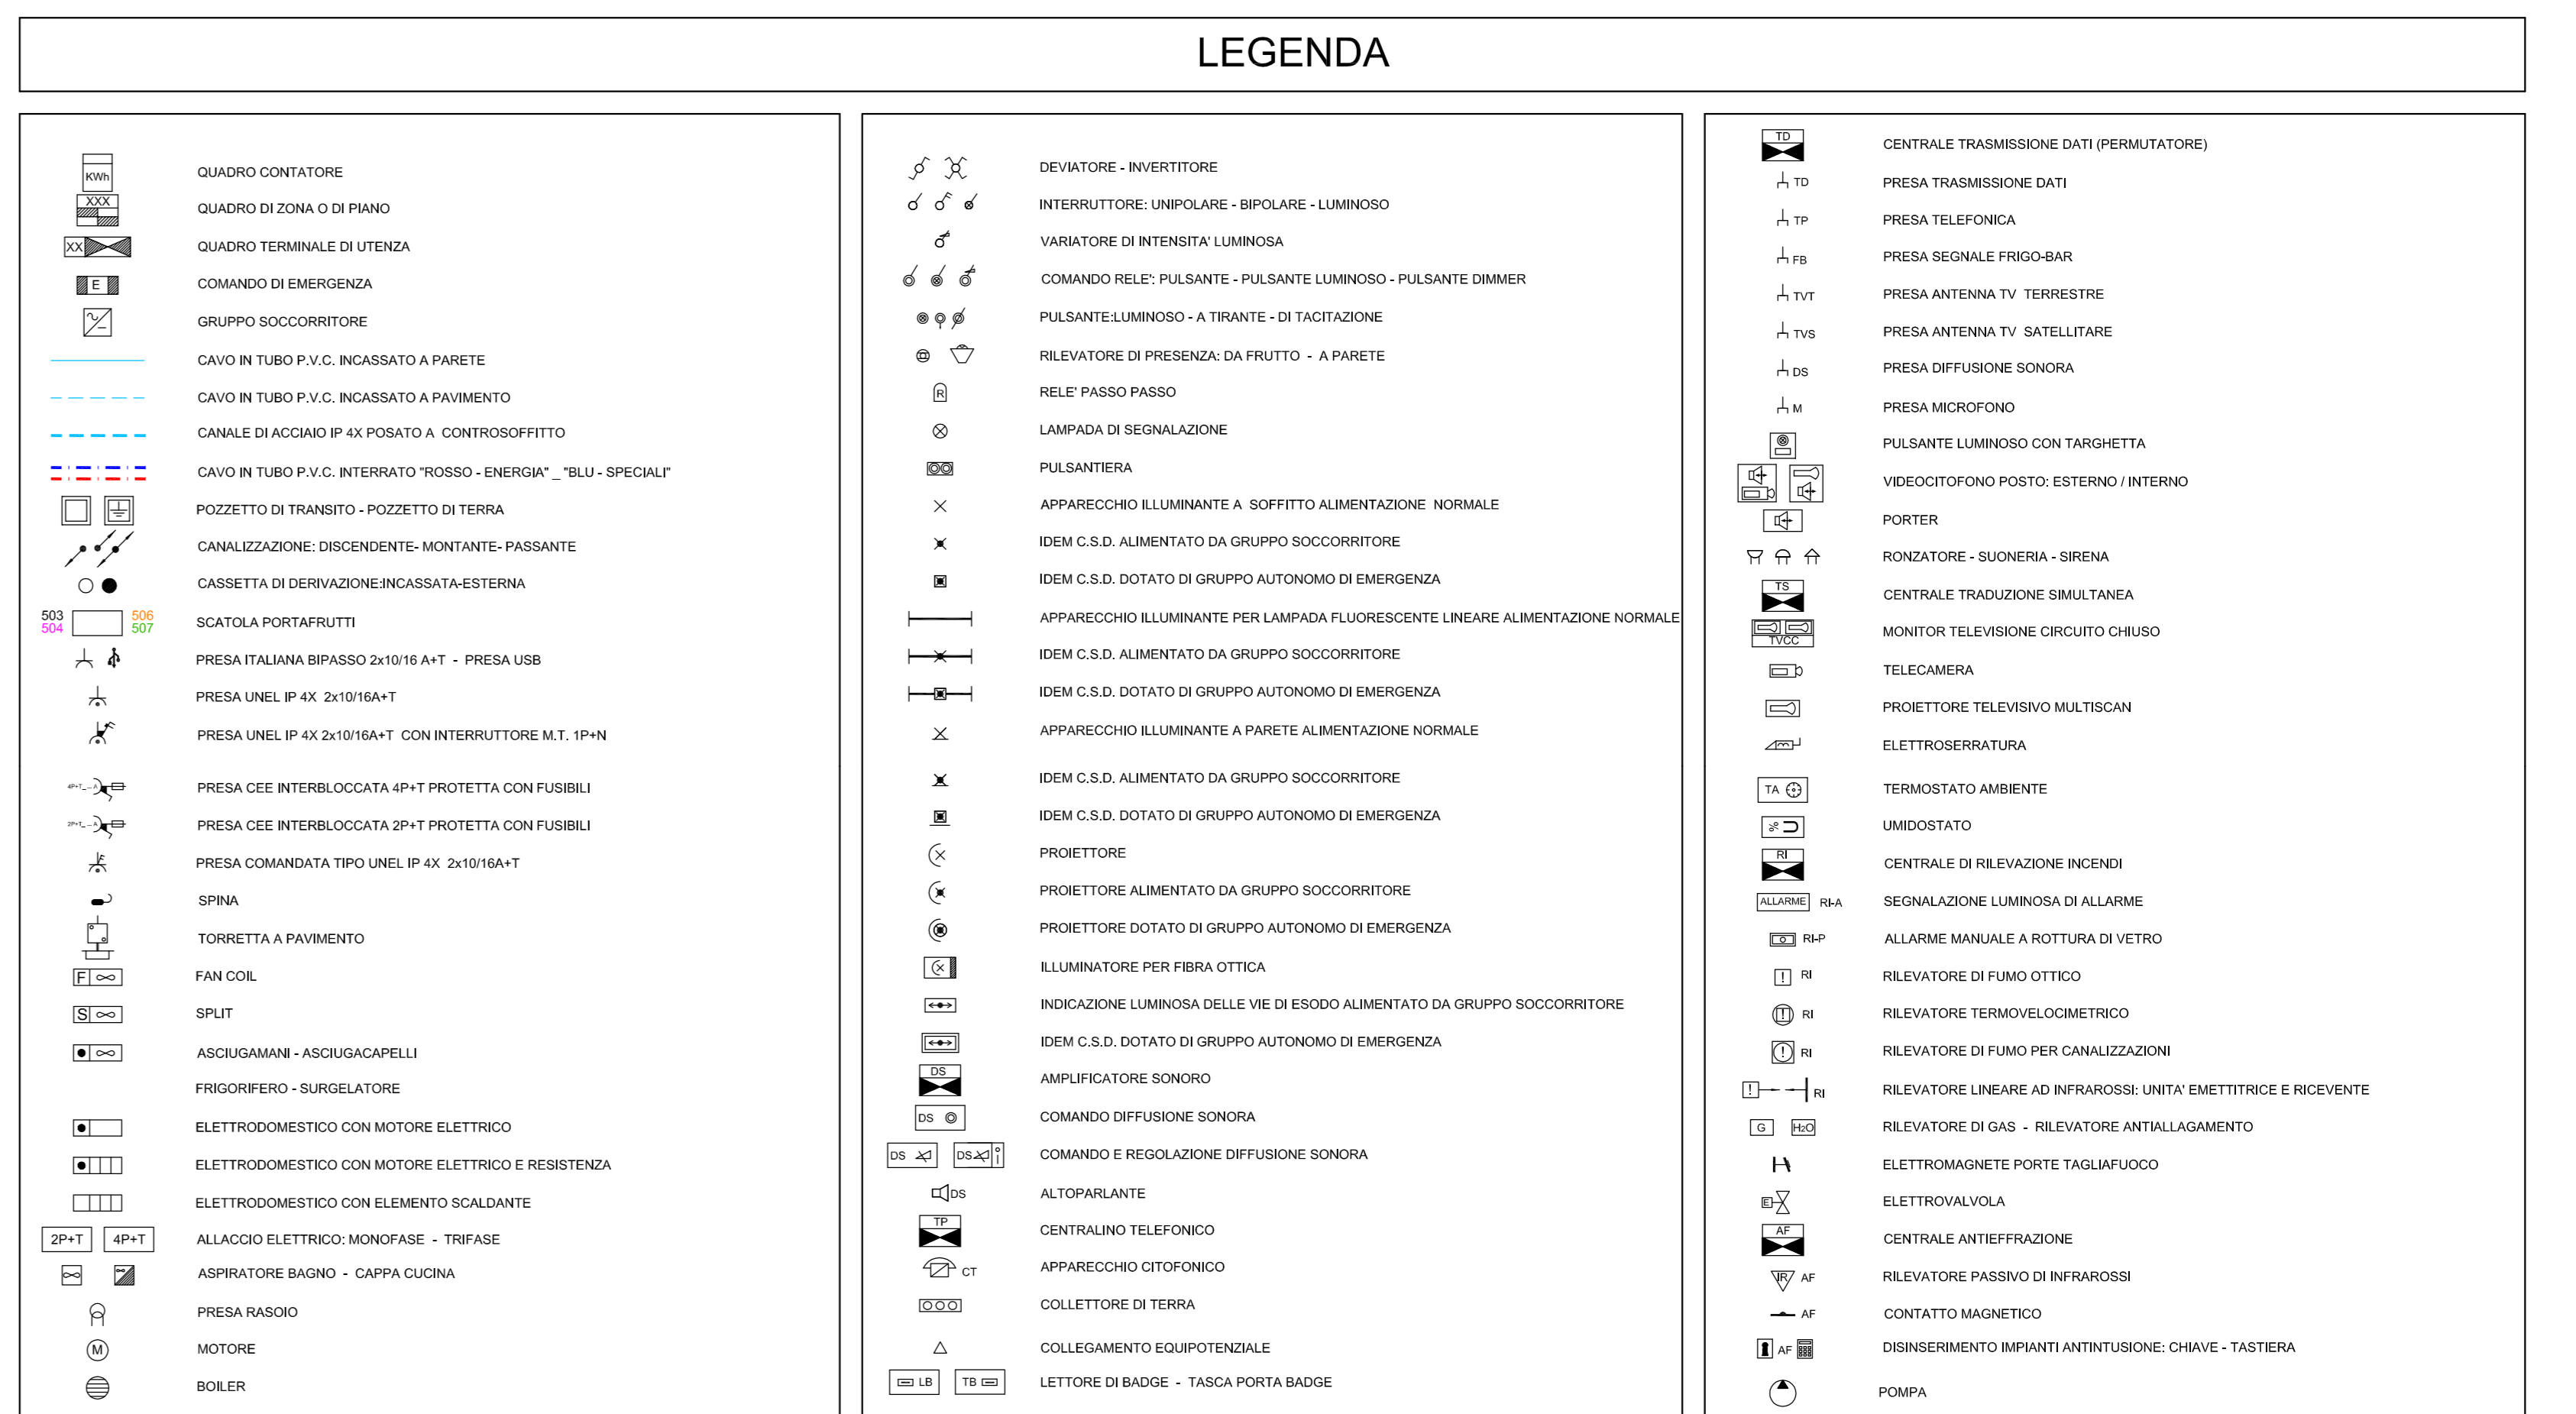 LEGENDA
KWh QUADRO CONTATORE
XXX QUADRO DI ZONA O DI PIANO
XX QUADRO TERMINALE DI UTENZA
E COMANDO DI EMERGENZA
GRUPPO SOCCORRITORE
CAVO IN TUBO P.V.C. INCASSATO A PARETE
CAVO IN TUBO P.V.C. INCASSATO A PAVIMENTO
CANALE DI ACCIAIO IP 4X POSATO A CONTROSOFFITTO
CAVO IN TUBO P.V.C. INTERRATO "ROSSO - ENERGIA" _ "BLU - SPECIALI"
POZZETTO DI TRANSITO - POZZETTO DI TERRA
CANALIZZAZIONE: DISCENDENTE- MONTANTE- PASSANTE
CASSETTA DI DERIVAZIONE:INCASSATA-ESTERNA
503 506
504 507
SCATOLA PORTAFRUTTI
PRESA ITALIANA BIPASSO 2x10/16 A+T - PRESA USB
PRESA UNEL IP 4X 2x10/16A+T
PRESA UNEL IP 4X 2x10/16A+T CON INTERRUTTORE M.T. 1P+N
4P+T_ -- A PRESA CEE INTERBLOCCATA 4P+T PROTETTA CON FUSIBILI
2P+T_ -- A PRESA CEE INTERBLOCCATA 2P+T PROTETTA CON FUSIBILI
PRESA COMANDATA TIPO UNEL IP 4X 2x10/16A+T
SPINA
TORRETTA A PAVIMENTO
F FAN COIL
S SPLIT
ASCIUGAMANI - ASCIUGACAPELLI
FRIGORIFERO - SURGELATORE
ELETTRODOMESTICO CON MOTORE ELETTRICO
ELETTRODOMESTICO CON MOTORE ELETTRICO E RESISTENZA
ELETTRODOMESTICO CON ELEMENTO SCALDANTE
2P+T 4P+T ALLACCIO ELETTRICO: MONOFASE - TRIFASE
ASPIRATORE BAGNO - CAPPA CUCINA
PRESA RASOIO
M MOTORE
BOILER
DEVIATORE - INVERTITORE
INTERRUTTORE: UNIPOLARE - BIPOLARE - LUMINOSO
VARIATORE DI INTENSITA' LUMINOSA
COMANDO RELE': PULSANTE - PULSANTE LUMINOSO - PULSANTE DIMMER
PULSANTE:LUMINOSO - A TIRANTE - DI TACITAZIONE
RILEVATORE DI PRESENZA: DA FRUTTO - A PARETE
R RELE' PASSO PASSO
LAMPADA DI SEGNALAZIONE
PULSANTIERA
APPARECCHIO ILLUMINANTE A SOFFITTO ALIMENTAZIONE NORMALE
IDEM C.S.D. ALIMENTATO DA GRUPPO SOCCORRITORE
IDEM C.S.D. DOTATO DI GRUPPO AUTONOMO DI EMERGENZA
APPARECCHIO ILLUMINANTE PER LAMPADA FLUORESCENTE LINEARE ALIMENTAZIONE NORMALE
IDEM C.S.D. ALIMENTATO DA GRUPPO SOCCORRITORE
IDEM C.S.D. DOTATO DI GRUPPO AUTONOMO DI EMERGENZA
APPARECCHIO ILLUMINANTE A PARETE ALIMENTAZIONE NORMALE
IDEM C.S.D. ALIMENTATO DA GRUPPO SOCCORRITORE
IDEM C.S.D. DOTATO DI GRUPPO AUTONOMO DI EMERGENZA
PROIETTORE
PROIETTORE ALIMENTATO DA GRUPPO SOCCORRITORE
PROIETTORE DOTATO DI GRUPPO AUTONOMO DI EMERGENZA
ILLUMINATORE PER FIBRA OTTICA
INDICAZIONE LUMINOSA DELLE VIE DI ESODO ALIMENTATO DA GRUPPO SOCCORRITORE
IDEM C.S.D. DOTATO DI GRUPPO AUTONOMO DI EMERGENZA
DS AMPLIFICATORE SONORO
DS COMANDO DIFFUSIONE SONORA
DS DS COMANDO E REGOLAZIONE DIFFUSIONE SONORA
DS ALTOPARLANTE
TP CENTRALINO TELEFONICO
CT APPARECCHIO CITOFONICO
COLLETTORE DI TERRA
COLLEGAMENTO EQUIPOTENZIALE
LB TB LETTORE DI BADGE - TASCA PORTA BADGE
TD CENTRALE TRASMISSIONE DATI (PERMUTATORE)
TD PRESA TRASMISSIONE DATI
TP PRESA TELEFONICA
FB PRESA SEGNALE FRIGO-BAR
TVT PRESA ANTENNA TV TERRESTRE
TVS PRESA ANTENNA TV SATELLITARE
DS PRESA DIFFUSIONE SONORA
M PRESA MICROFONO
PULSANTE LUMINOSO CON TARGHETTA
VIDEOCITOFONO POSTO: ESTERNO / INTERNO
PORTER
RONZATORE - SUONERIA - SIRENA
TS CENTRALE TRADUZIONE SIMULTANEA
TVCC MONITOR TELEVISIONE CIRCUITO CHIUSO
TELECAMERA
PROIETTORE TELEVISIVO MULTISCAN
ELETTROSERRATURA
TA TERMOSTATO AMBIENTE
% UMIDOSTATO
RI CENTRALE DI RILEVAZIONE INCENDI
ALLARME RI-A SEGNALAZIONE LUMINOSA DI ALLARME
RI-P ALLARME MANUALE A ROTTURA DI VETRO
! RI RILEVATORE DI FUMO OTTICO
! RI RILEVATORE TERMOVELOCIMETRICO
! RI RILEVATORE DI FUMO PER CANALIZZAZIONI
! RI RILEVATORE LINEARE AD INFRAROSSI: UNITA' EMETTITRICE E RICEVENTE
G H2O RILEVATORE DI GAS - RILEVATORE ANTIALLAGAMENTO
ELETTROMAGNETE PORTE TAGLIAFUOCO
E ELETTROVALVOLA
AF CENTRALE ANTIEFFRAZIONE
IR AF RILEVATORE PASSIVO DI INFRAROSSI
AF CONTATTO MAGNETICO
AF DISINSERIMENTO IMPIANTI ANTINTUSIONE: CHIAVE - TASTIERA
POMPA